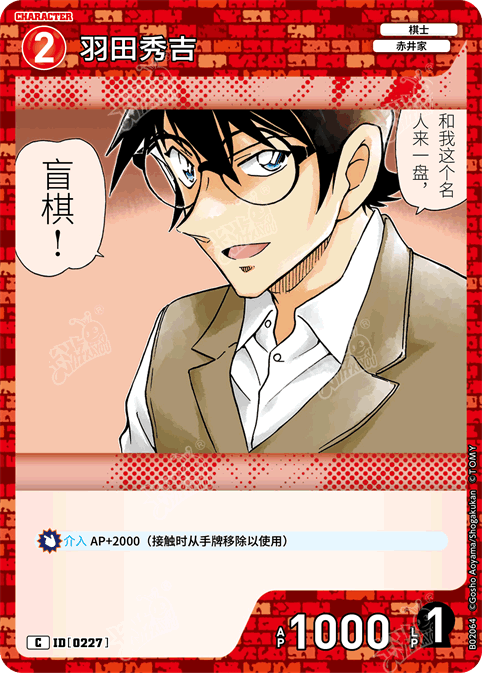 CHARACTER
2
羽田秀吉
棋士
赤井家
和我这个名
人来一盘，
盲棋！
介入 AP+2000（接触时从手牌移除以使用）
C ID[0227]
AP 1000 LP 1
B02064 ©Gosho Aoyama/Shogakukan ©TOMY